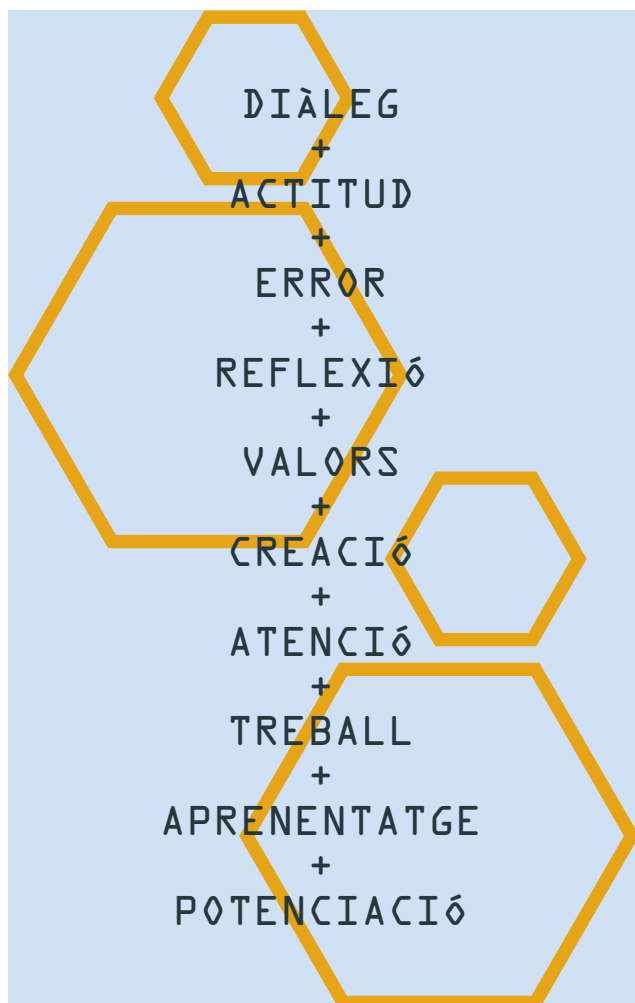 DIÀLEG
+
ACTITUD
+
ERROR
+
REFLEXIÓ
+
VALORS
+
CREACIÓ
+
ATENCIÓ
+
TREBALL
+
APRENENTATGE
+
POTENCIACIÓ